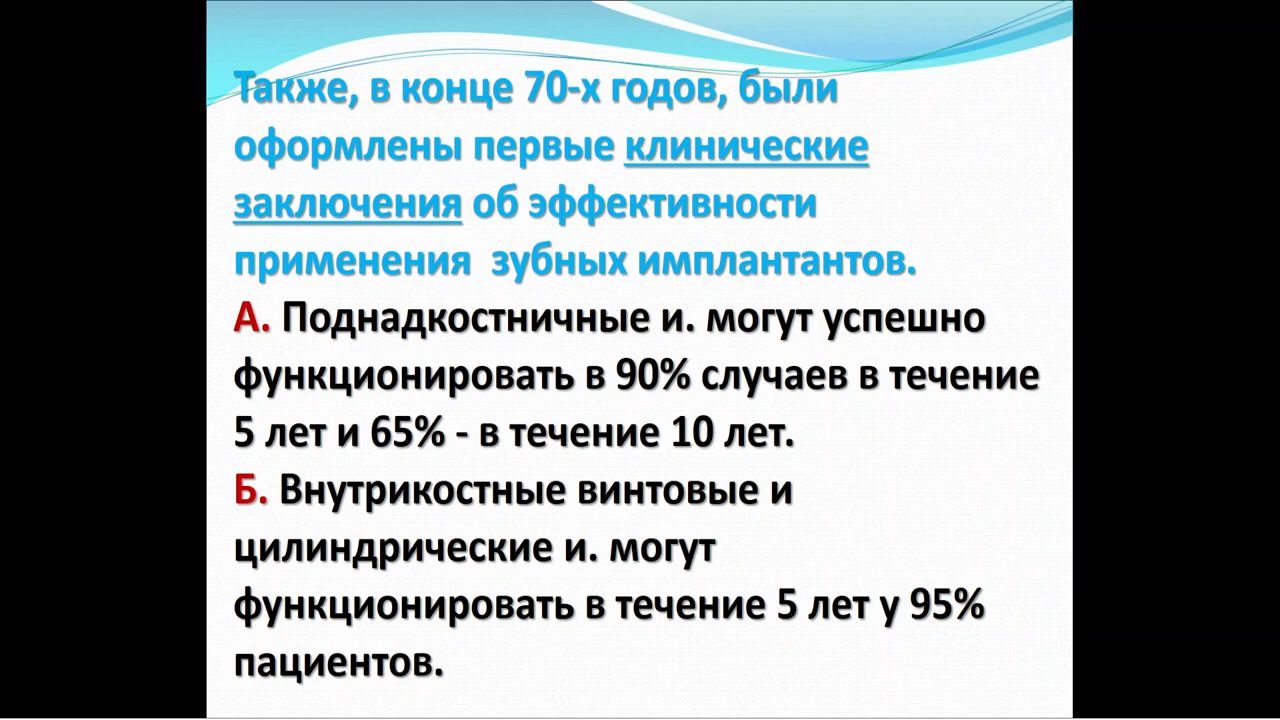 Также, в конце 70-х годов, были
оформлены первые клинические
заключения об эффективности
применения  зубных имплантантов.
А. Поднадкостничные и. могут успешно
функционировать в 90% случаев в течение
5 лет и 65% - в течение 10 лет.
Б. Внутрикостные винтовые и
цилиндрические и. могут
функционировать в течение 5 лет у 95%
пациентов.